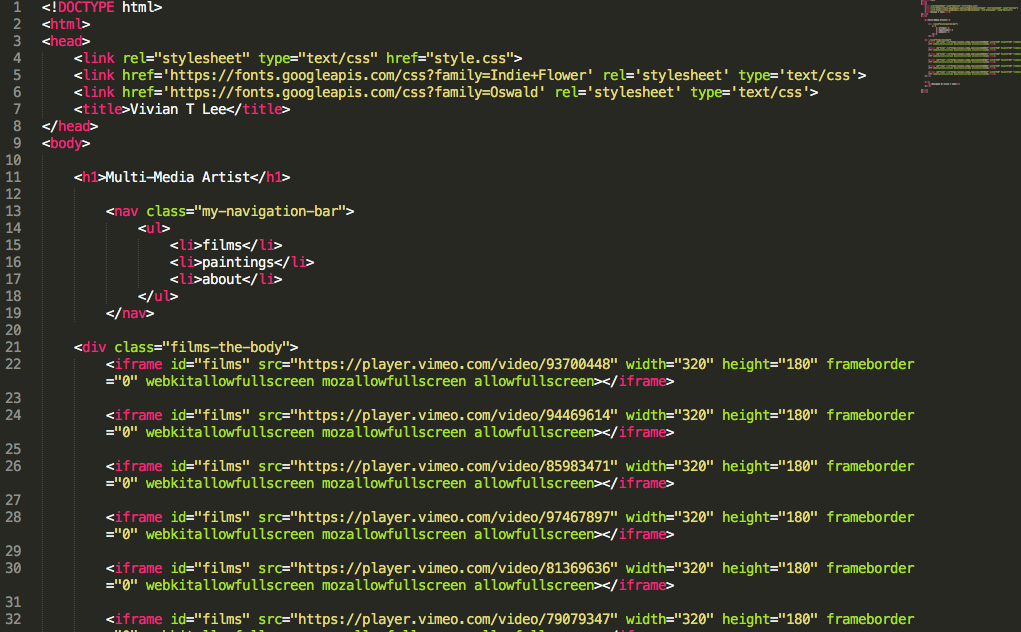 1 <!DOCTYPE html>
2 <html>
3 <head>
4 <link rel="stylesheet" type="text/css" href="style.css">
5 <link href='https://fonts.googleapis.com/css?family=Indie+Flower' rel='stylesheet' type='text/css'>
6 <link href='https://fonts.googleapis.com/css?family=Oswald' rel='stylesheet' type='text/css'>
7 <title>Vivian T Lee</title>
8 </head>
9 <body>
10
11 <h1>Multi-Media Artist</h1>
12
13 <nav class="my-navigation-bar">
14 <ul>
15 <li>films</li>
16 <li>paintings</li>
17 <li>about</li>
18 </ul>
19 </nav>
20
21 <div class="films-the-body">
22 <iframe id="films" src="https://player.vimeo.com/video/93700448" width="320" height="180" frameborder
="0" webkitallowfullscreen mozallowfullscreen allowfullscreen></iframe>
23
24 <iframe id="films" src="https://player.vimeo.com/video/94469614" width="320" height="180" frameborder
="0" webkitallowfullscreen mozallowfullscreen allowfullscreen></iframe>
25
26 <iframe id="films" src="https://player.vimeo.com/video/85983471" width="320" height="180" frameborder
="0" webkitallowfullscreen mozallowfullscreen allowfullscreen></iframe>
27
28 <iframe id="films" src="https://player.vimeo.com/video/97467897" width="320" height="180" frameborder
="0" webkitallowfullscreen mozallowfullscreen allowfullscreen></iframe>
29
30 <iframe id="films" src="https://player.vimeo.com/video/81369636" width="320" height="180" frameborder
="0" webkitallowfullscreen mozallowfullscreen allowfullscreen></iframe>
31
32 <iframe id="films" src="https://player.vimeo.com/video/79079347" width="320" height="180" frameborder